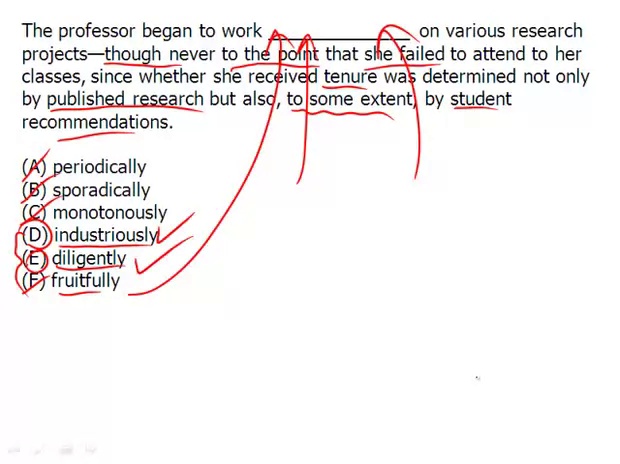 The professor began to work ________________ on various research
projects—though never to the point that she failed to attend to her
classes, since whether she received tenure was determined not only
by published research but also, to some extent, by student
recommendations.
(A) periodically
(B) sporadically
(C) monotonously
(D) industriously
(E) diligently
(F) fruitfully